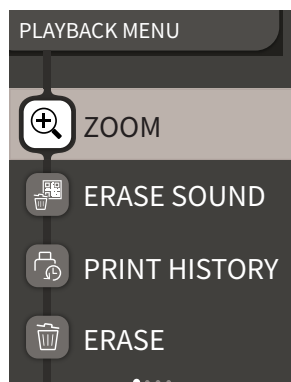 PLAYBACK MENU
ZOOM
ERASE SOUND
PRINT HISTORY
ERASE